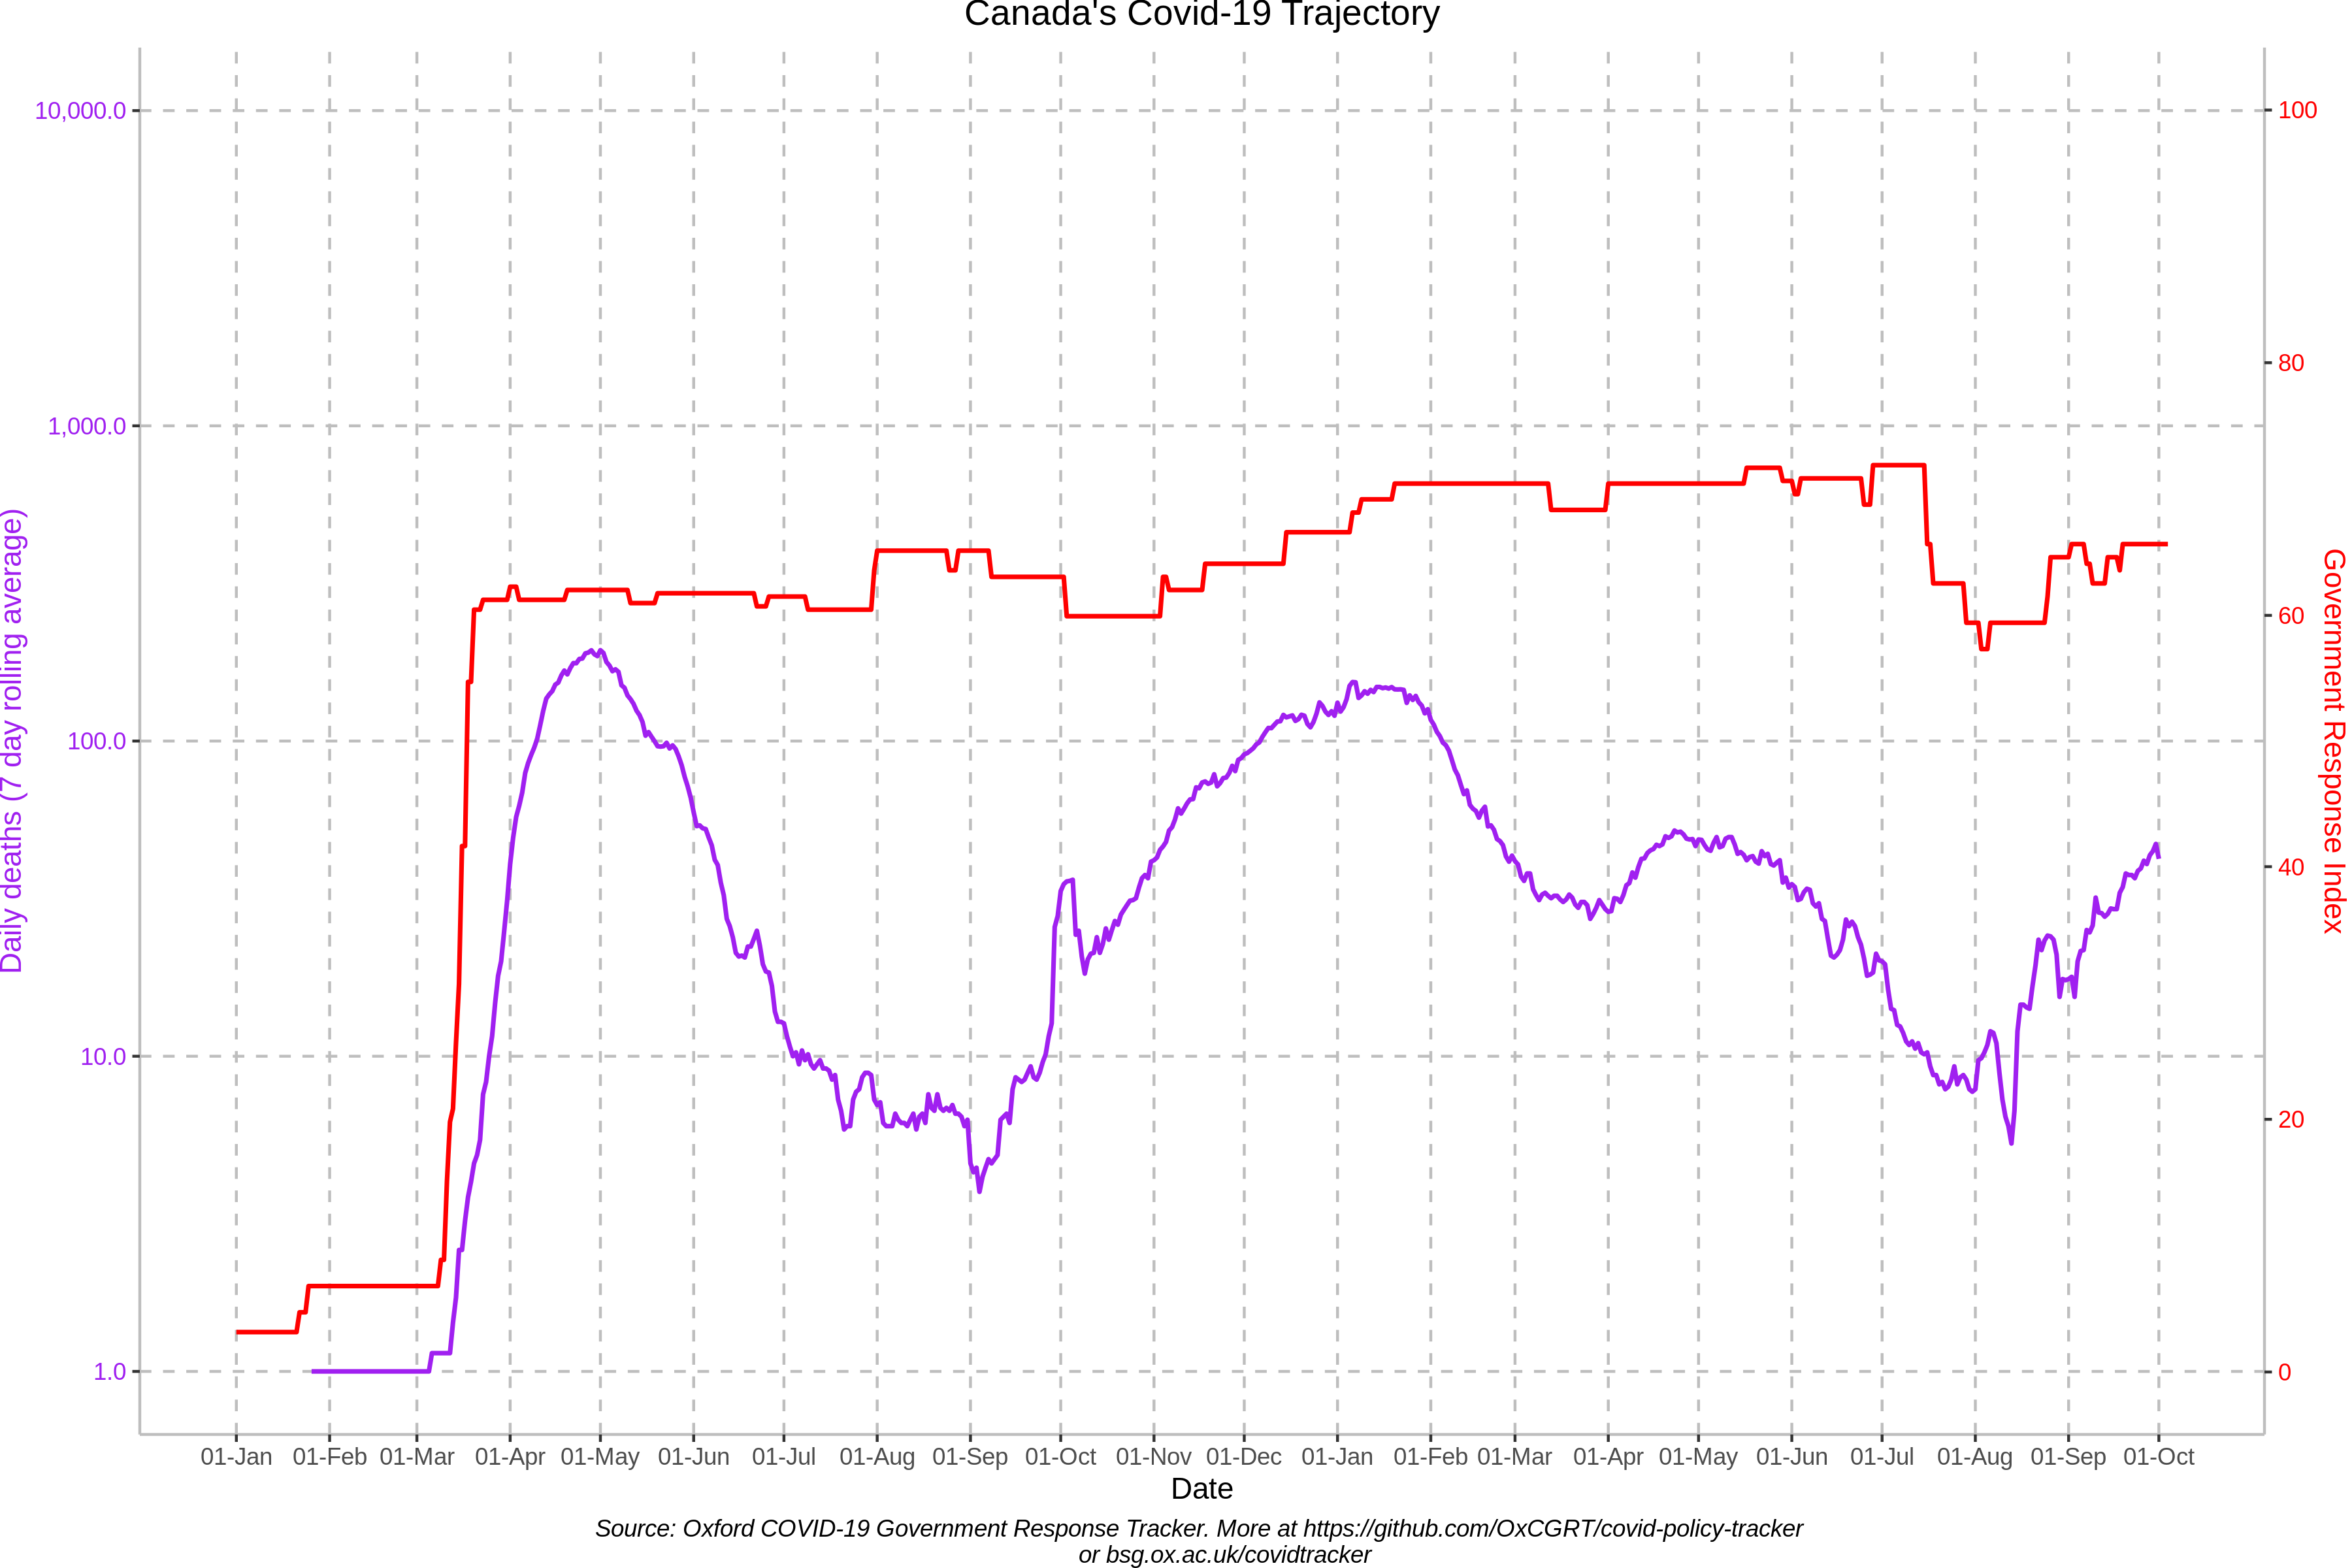 Canada's Covid-19 Trajectory
10,000.0
1,000.0
100.0
10.0
1.0
Daily deaths (7 day rolling average)
100
80
60
40
20
0
Government Response Index
01-Jan 01-Feb 01-Mar 01-Apr 01-May 01-Jun 01-Jul 01-Aug 01-Sep 01-Oct 01-Nov 01-Dec 01-Jan 01-Feb 01-Mar 01-Apr 01-May 01-Jun 01-Jul 01-Aug 01-Sep 01-Oct
Date
Source: Oxford COVID-19 Government Response Tracker. More at https://github.com/OxCGRT/covid-policy-tracker
or bsg.ox.ac.uk/covidtracker